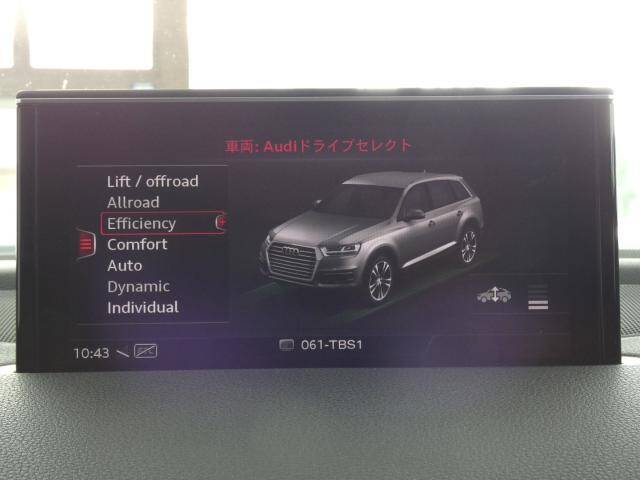 車両: Audiドライブセレクト
Lift / offroad
Allroad
Efficiency
Comfort
Auto
Dynamic
Individual
10:43
ETC
061-TBS1